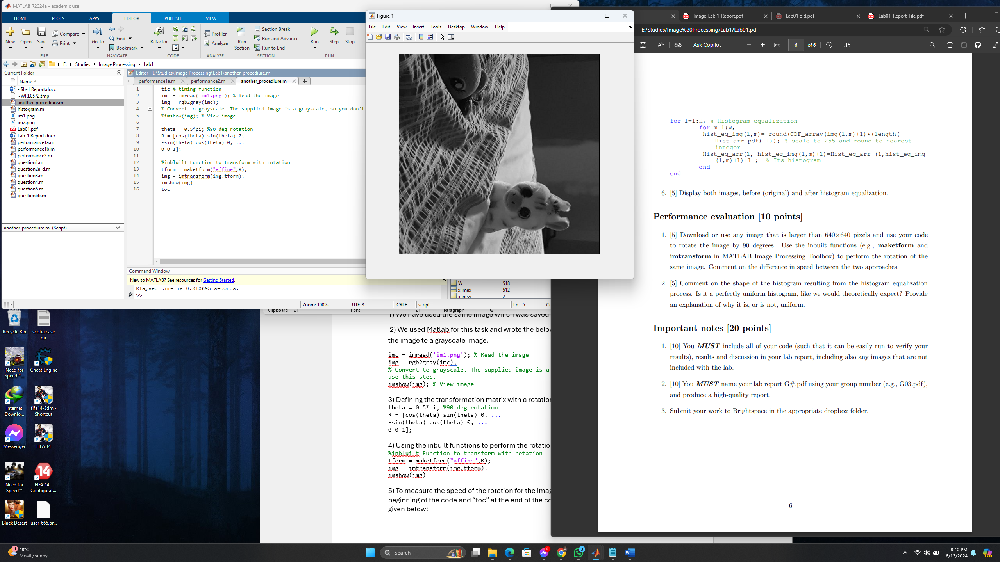 MATLAB R2024a - academic use
HOME PLOTS APPS EDITOR PUBLISH VIEW
New Open Save Compare Print Go To Find Bookmark Refactor Profiler Analyze Run Section Section Break Run and Advance Run to End Run Step Stop
FILE NAVIGATE CODE ANALYZE SECTION RUN
E: Studies Image Processing Lab1
Current Folder
Name
~$b-1 Report.docx
~WRL0572.tmp
another_procediure.m
histogram.m
im1.png
im2.png
Lab01.pdf
Lab-1 Report.docx
performance1a.m
performance1b.m
performance2.m
question1.m
question2a_d.m
question3.m
question4.m
question6.m
question6b.m
another_procediure.m (Script)
Editor - E:\Studies\Image Processing\Lab1\another_procediure.m
performance1a.m performance2.m another_procediure.m
1 tic % timing function
2 imc = imread('im1.png'); % Read the image
3 img = rgb2gray(imc);
4 % Convert to grayscale. The supplied image is a grayscale, so you don't
5 %imshow(img); % View image
6
7 theta = 0.5*pi; %90 deg rotation
8 R = [cos(theta) sin(theta) 0; ...
9 -sin(theta) cos(theta) 0; ...
10 0 0 1];
11
12 %inbluilt Function to transform with rotation
13 tform = maketform("affine",R);
14 img = imtransform(img,tform);
15 imshow(img)
16 toc
Command Window
New to MATLAB? See resources for Getting Started.
Elapsed time is 0.212695 seconds.
fx >>
W 518
x_max 512
x_new 2
Zoom: 100% UTF-8 CRLF script Ln 5
Figure 1
File Edit View Insert Tools Desktop Window Help
Image-Lab 1-Report.pdf Lab01 old.pdf Lab01_Report_File.pdf
E:/Studies/Image%20Processing/Lab1/Lab01.pdf
Ask Copilot 6 of 6
for l=1:H, % Histogram equalization
for m=1:W,
hist_eq_img(l,m)= round(CDF_array(img(l,m)+1)*(length(
Hist_arr_pdf)-1)); % scale to 255 and round to nearest
integer
Hist_eq_arr(1, hist_eq_img(l,m)+1)=Hist_eq_arr (1,hist_eq_img
(l,m)+1)+1 ; % Its histogram
end
end
6. [5] Display both images, before (original) and after histogram equalization.
Performance evaluation [10 points]
1. [5] Download or use any image that is larger than 640×640 pixels and use your code
to rotate the image by 90 degrees. Use the inbuilt functions (e.g., maketform and
imtransform in MATLAB Image Processing Toolbox) to perform the rotation of the
same image. Comment on the difference in speed between the two approaches.
2. [5] Comment on the shape of the histogram resulting from the histogram equalization
process. Is it a perfectly uniform histogram, like we would theoretically expect? Provide
an explanation of why it is, or is not, uniform.
Important notes [20 points]
1. [10] You MUST include all of your code (such that it can be easily run to verify your
results), results and discussion in your lab report, including also any images that are not
included with the lab.
2. [10] You MUST name your lab report G#.pdf using your group number (e.g., G03.pdf),
and produce a high-quality report.
3. Submit your work to Brightspace in the appropriate dropbox folder.
6
Clipboard Font Paragraph
1) We have used the same image which was saved
2) We used Matlab for this task and wrote the belo
the image to a grayscale image.
imc = imread('im1.png'); % Read the image
img = rgb2gray(imc);
% Convert to grayscale. The supplied image is a
use this step.
imshow(img); % View image
3) Defining the transformation matrix with a rotatio
theta = 0.5*pi; %90 deg rotation
R = [cos(theta) sin(theta) 0; ...
-sin(theta) cos(theta) 0; ...
0 0 1];
4) Using the inbuilt functions to perform the rotatio
%inbluilt Function to transform with rotation
tform = maketform("affine",R);
img = imtransform(img,tform);
imshow(img)
5) To measure the speed of the rotation for the imag
beginning of the code and “toc” at the end of the co
given below:
Recycle Bin
scotia case no
Need for Speed™...
Cheat Engine
Internet Downlo...
fifa14-3dm - Shortcut
Messenger
FIFA 14
Need for Speed™
FIFA 14 - Configurat...
Black Desert
user_666.pr...
18°C
Mostly sunny
Search
8:40 PM
6/13/2024